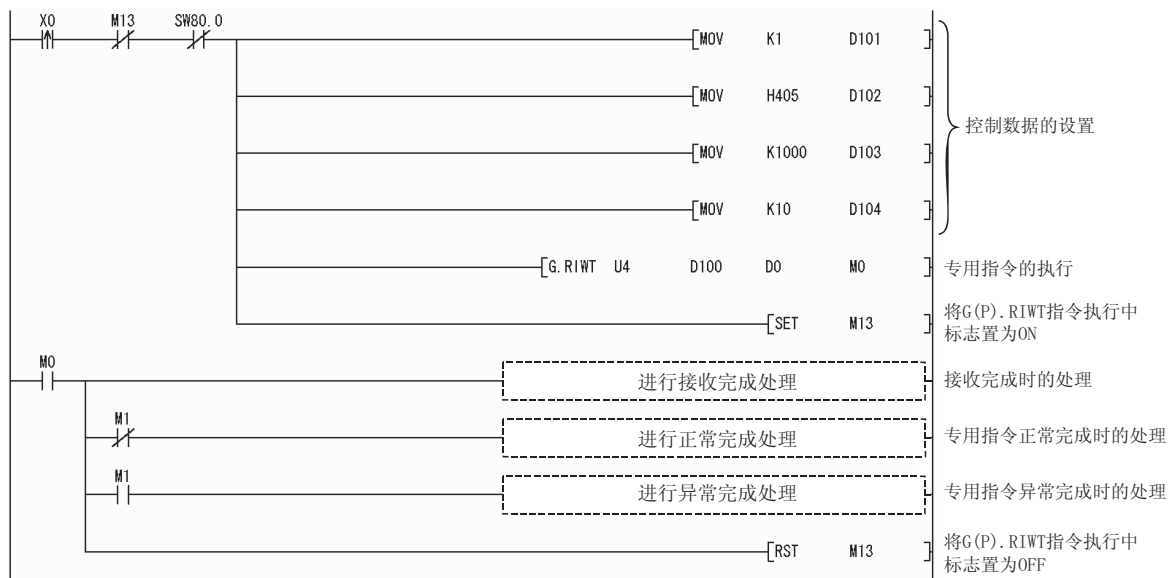 X0 M13 SW80.0
[MOV K1 D101 ]
[MOV H405 D102 ]
控制数据的设置
[MOV K1000 D103 ]
[MOV K10 D104 ]
[G.RIWT U4 D100 D0 M0 ]
专用指令的执行
[SET M13 ]
将G(P).RIWT指令执行中
标志置为ON
M0
进行接收完成处理
接收完成时的处理
M1
进行正常完成处理
专用指令正常完成时的处理
M1
进行异常完成处理
专用指令异常完成时的处理
[RST M13 ]
将G(P).RIWT指令执行中
标志置为OFF